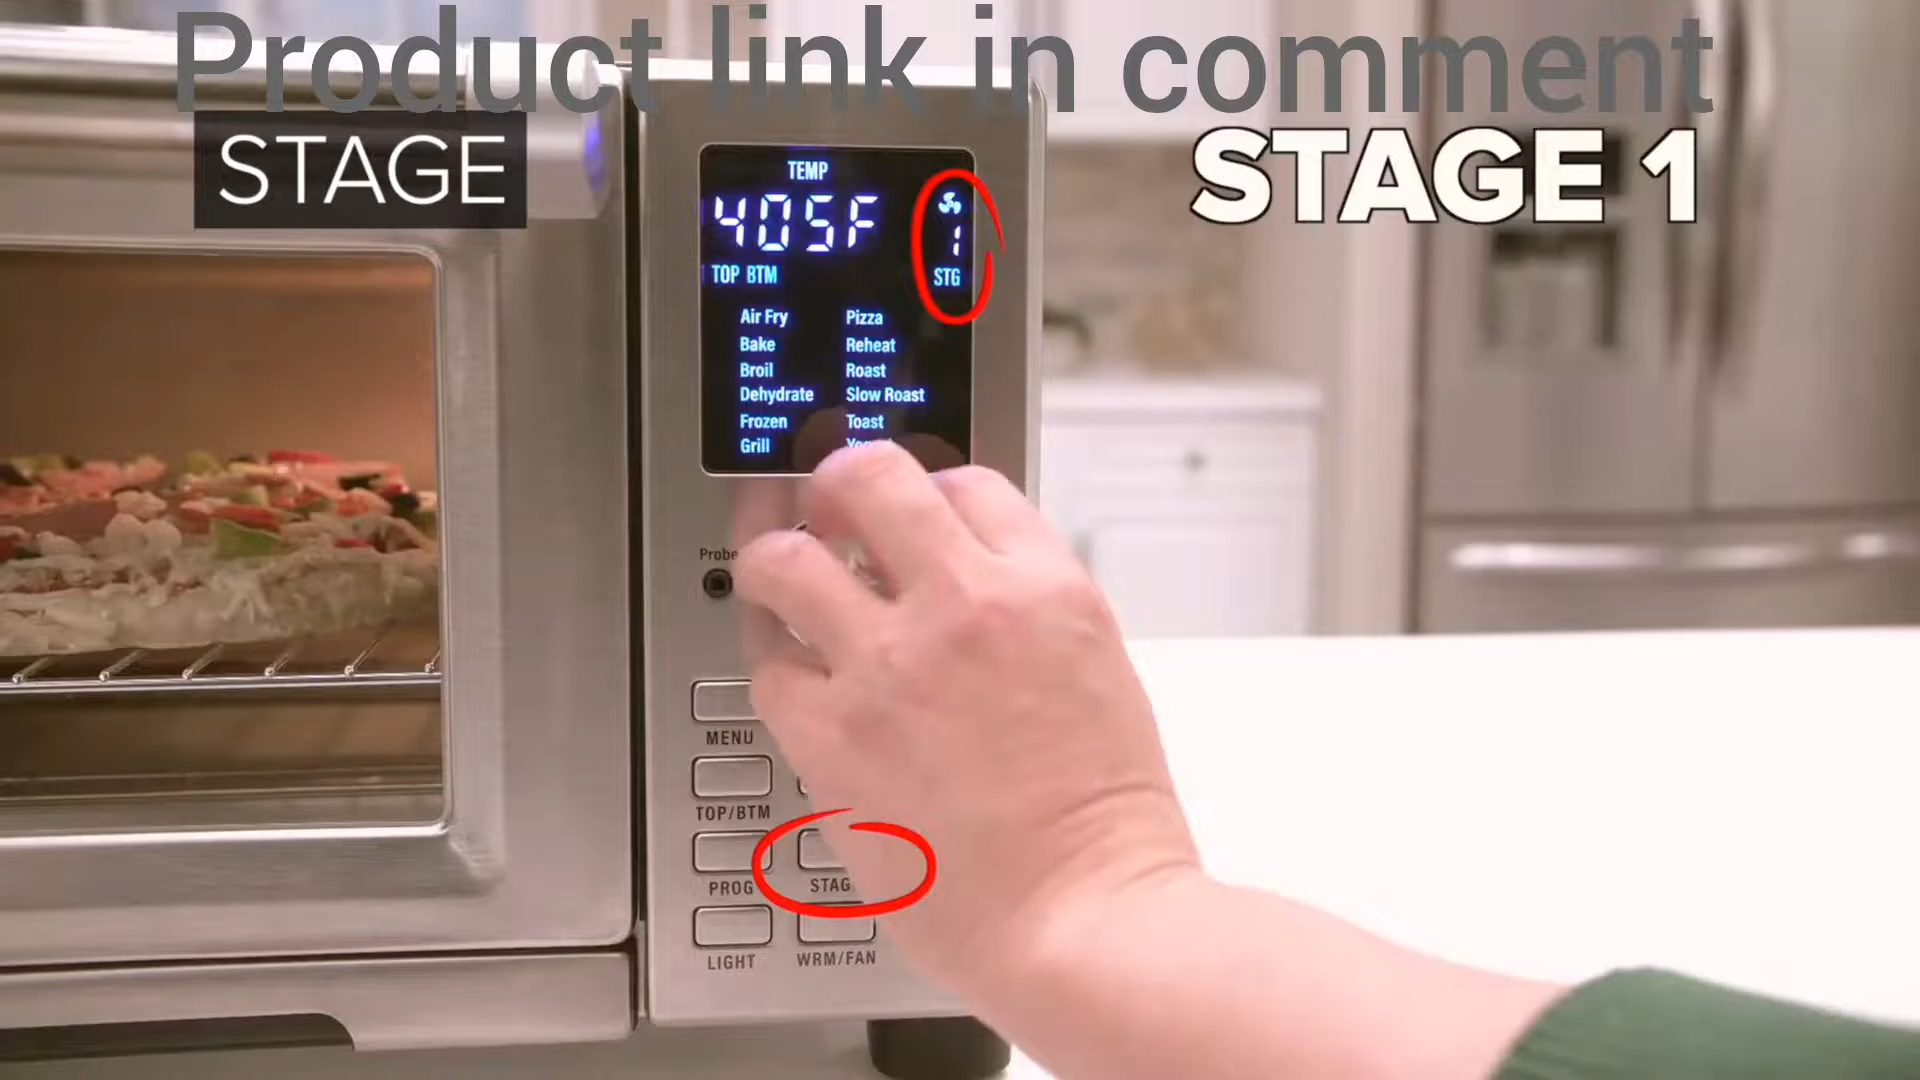 Product link in comment
STAGE
STAGE 1
TEMP
405F
1
TOP BTM
STG
Air Fry
Pizza
Bake
Reheat
Broil
Roast
Dehydrate
Slow Roast
Frozen
Toast
Grill
Probe
MENU
TOP/BTM
PROG
LIGHT
WRM/FAN